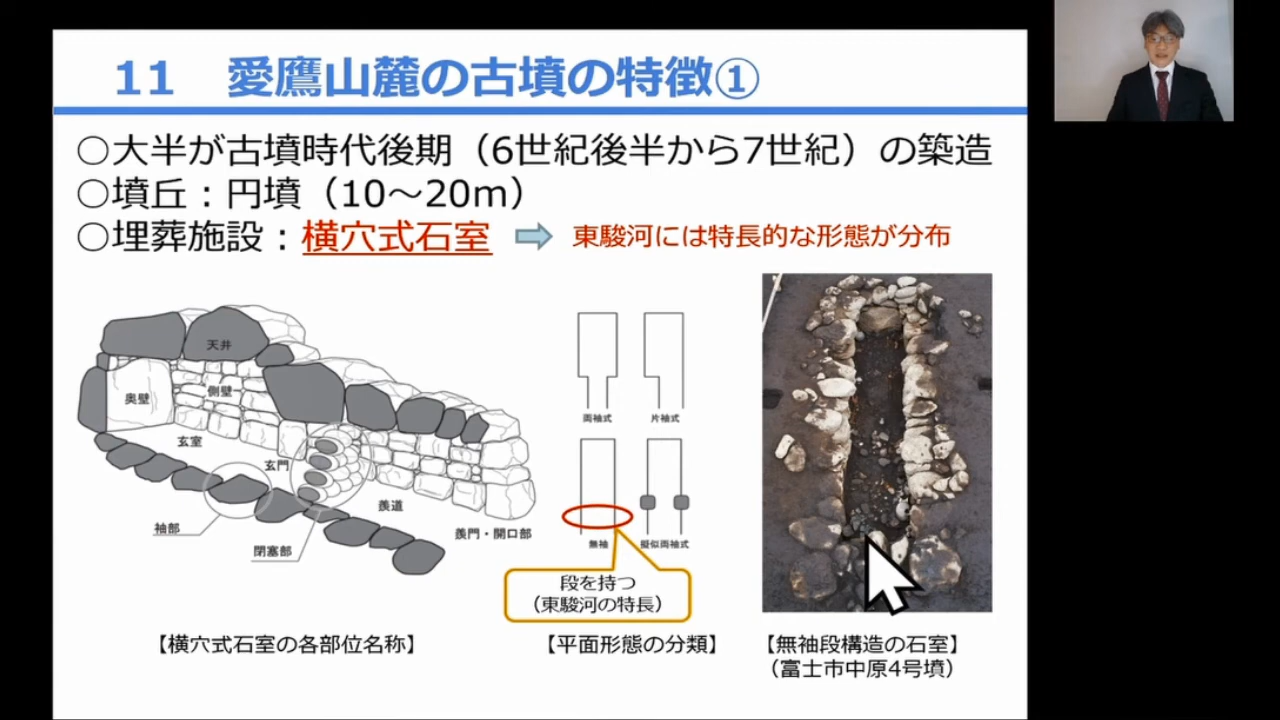 11　愛鷹山麓の古墳の特徴①
○大半が古墳時代後期（6世紀後半から7世紀）の築造
○墳丘：円墳（10～20m）
○埋葬施設：横穴式石室
東駿河には特長的な形態が分布
天井
奥壁
側壁
玄室
玄門
羨道
袖部
閉塞部
羨門・開口部
両袖式
片袖式
無袖
擬似両袖式
段を持つ
（東駿河の特長）
【横穴式石室の各部位名称】
【平面形態の分類】
【無袖段構造の石室】
（富士市中原4号墳）